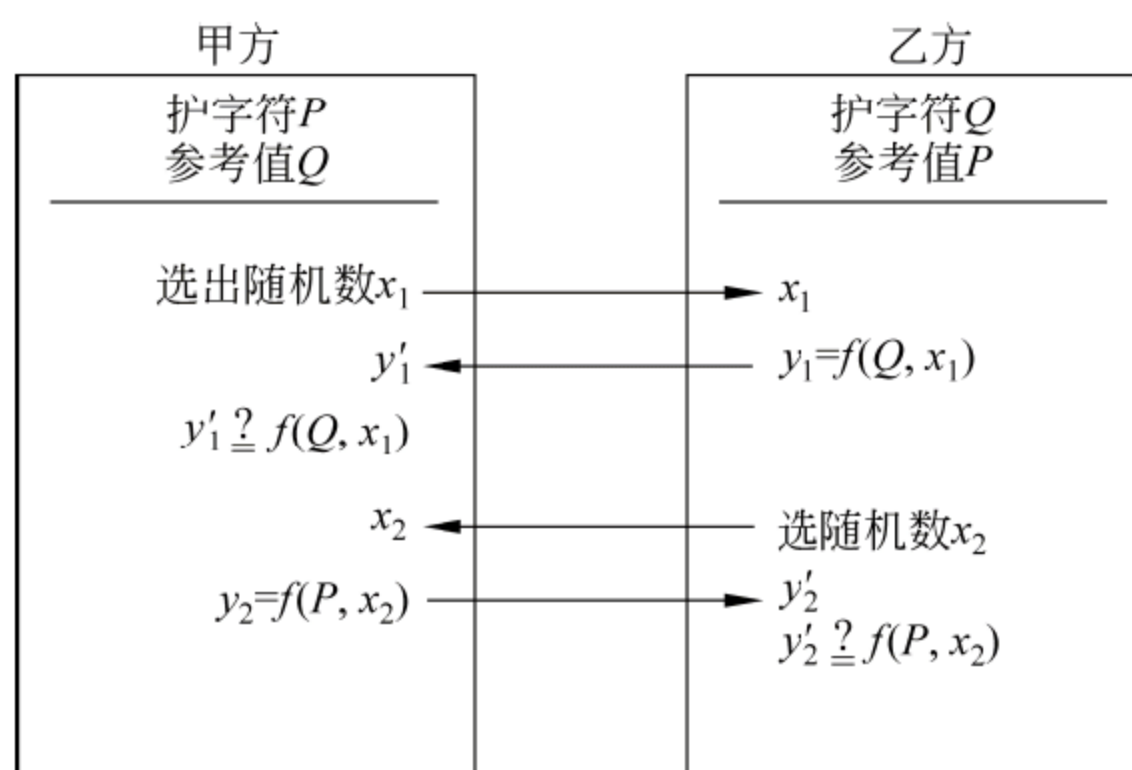 甲方
乙方
护字符P
参考值Q
护字符Q
参考值P
选出随机数x₁
x₁
y′₁
y₁=f(Q, x₁)
y′₁ ≟ f(Q, x₁)
x₂
选随机数x₂
y₂=f(P, x₂)
y′₂
y′₂ ≟ f(P, x₂)